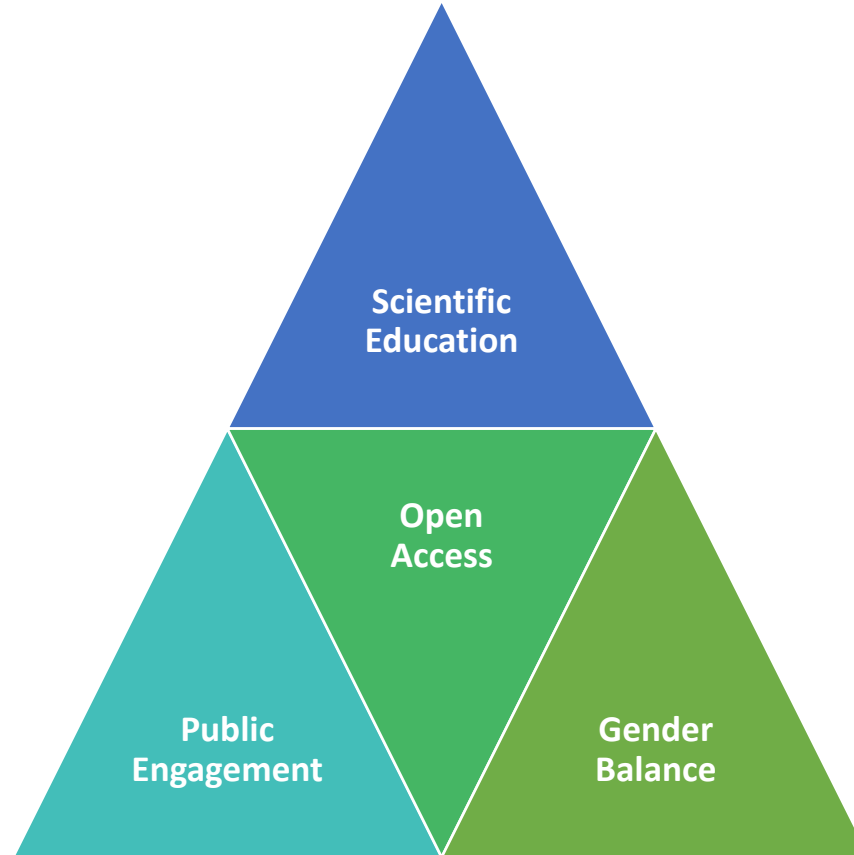 Scientific
Education
Open
Access
Public
Engagement
Gender
Balance